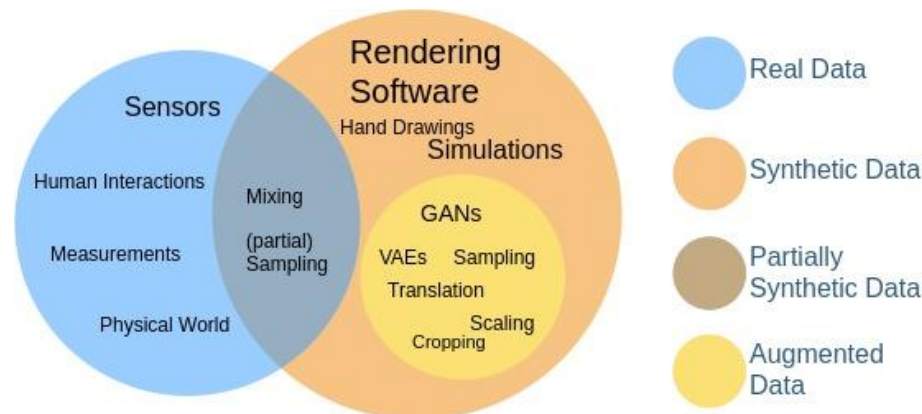 Rendering
Software
Hand Drawings
Simulations
Sensors
Human Interactions
Measurements
Physical World
Mixing
(partial)
Sampling
GANs
VAEs Sampling
Translation
Scaling
Cropping
Real Data
Synthetic Data
Partially
Synthetic Data
Augmented
Data